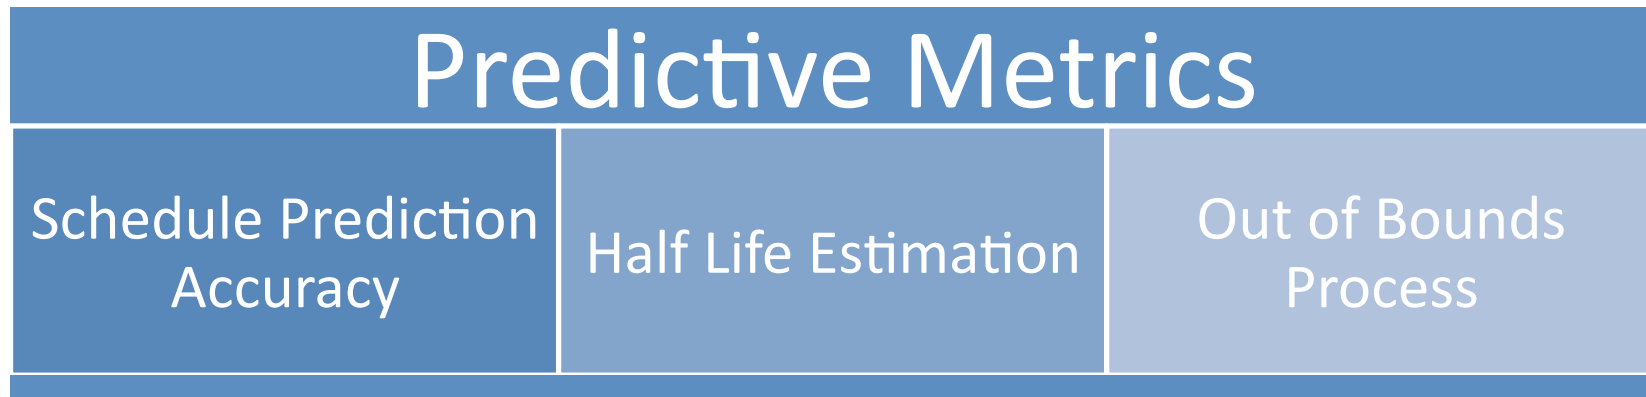 Predictive Metrics
Schedule Prediction
Accuracy
Half Life Estimation
Out of Bounds
Process